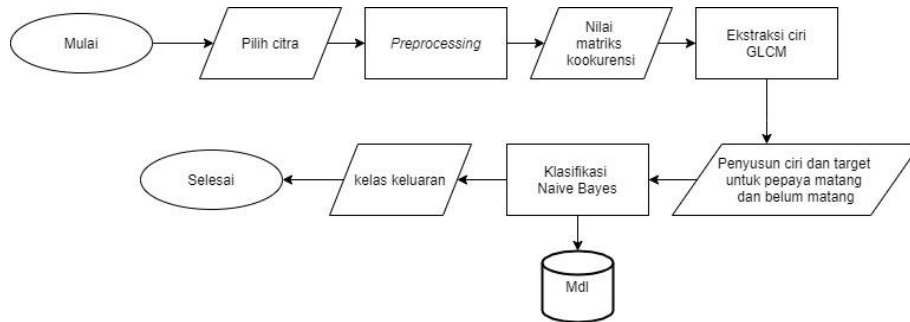 Mulai
Pilih citra
Preprocessing
Nilai
matriks
kookurensi
Ekstraksi ciri
GLCM
Penyusun ciri dan target
untuk pepaya matang
dan belum matang
Klasifikasi
Naive Bayes
kelas keluaran
Selesai
Mdl